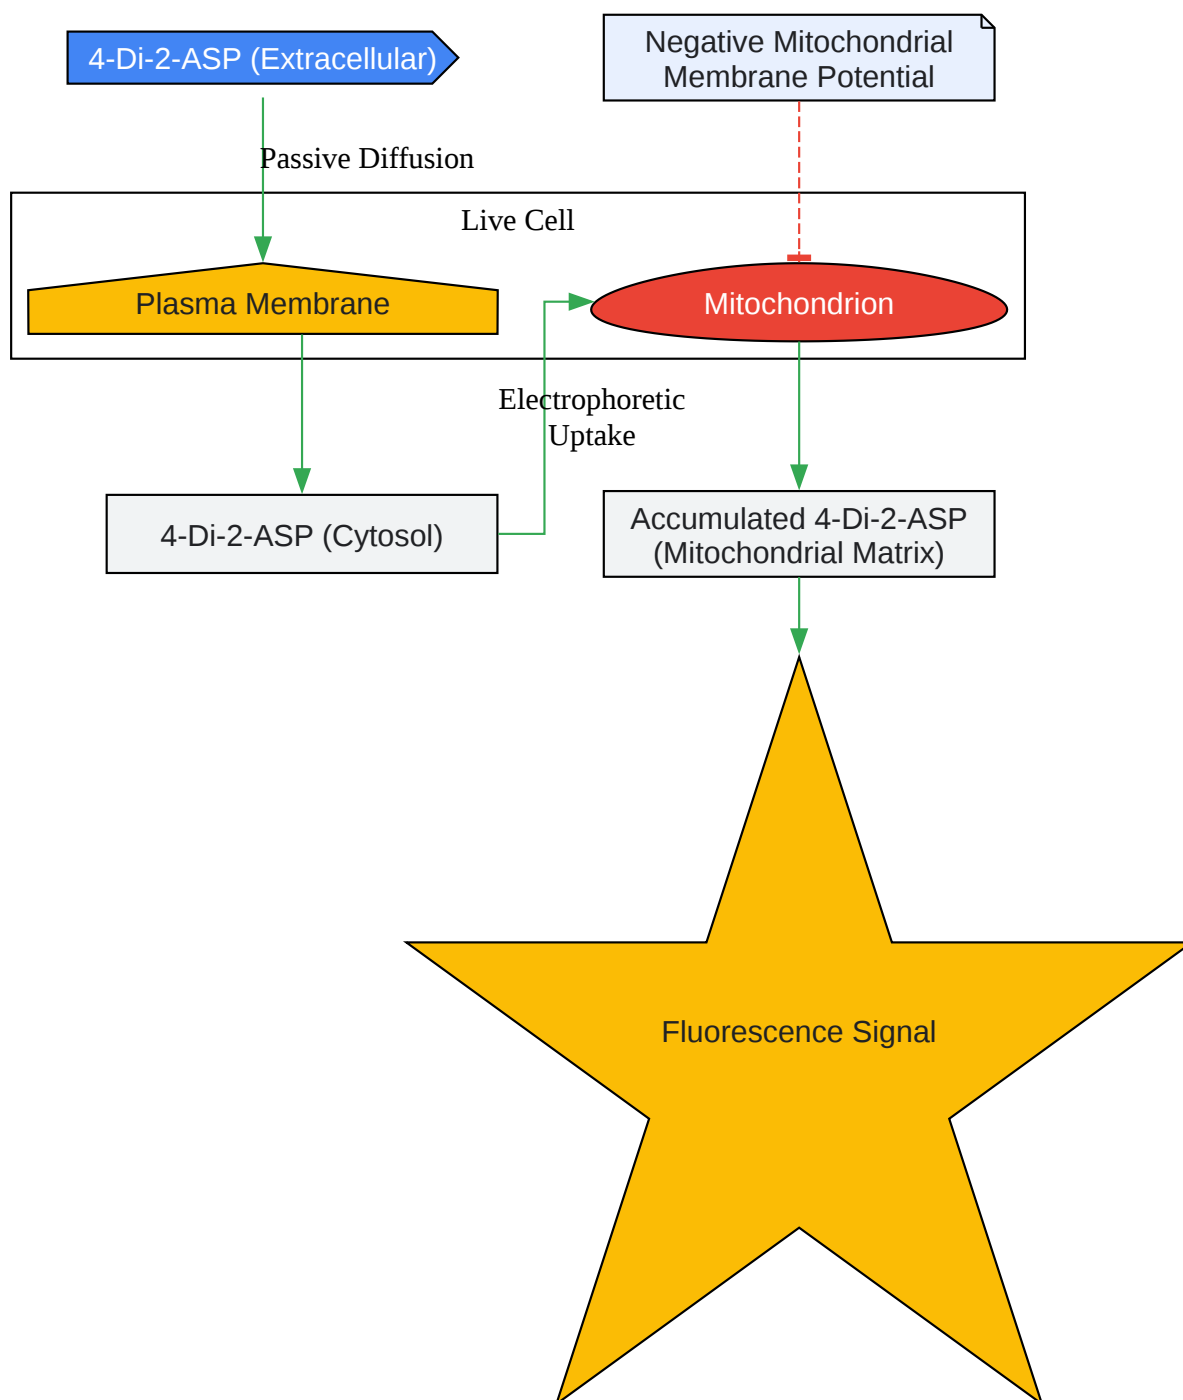 4-Di-2-ASP (Extracellular)
Negative Mitochondrial
Membrane Potential
Passive Diffusion
Live Cell
Plasma Membrane
Mitochondrion
Electrophoretic
Uptake
4-Di-2-ASP (Cytosol)
Accumulated 4-Di-2-ASP
(Mitochondrial Matrix)
Fluorescence Signal